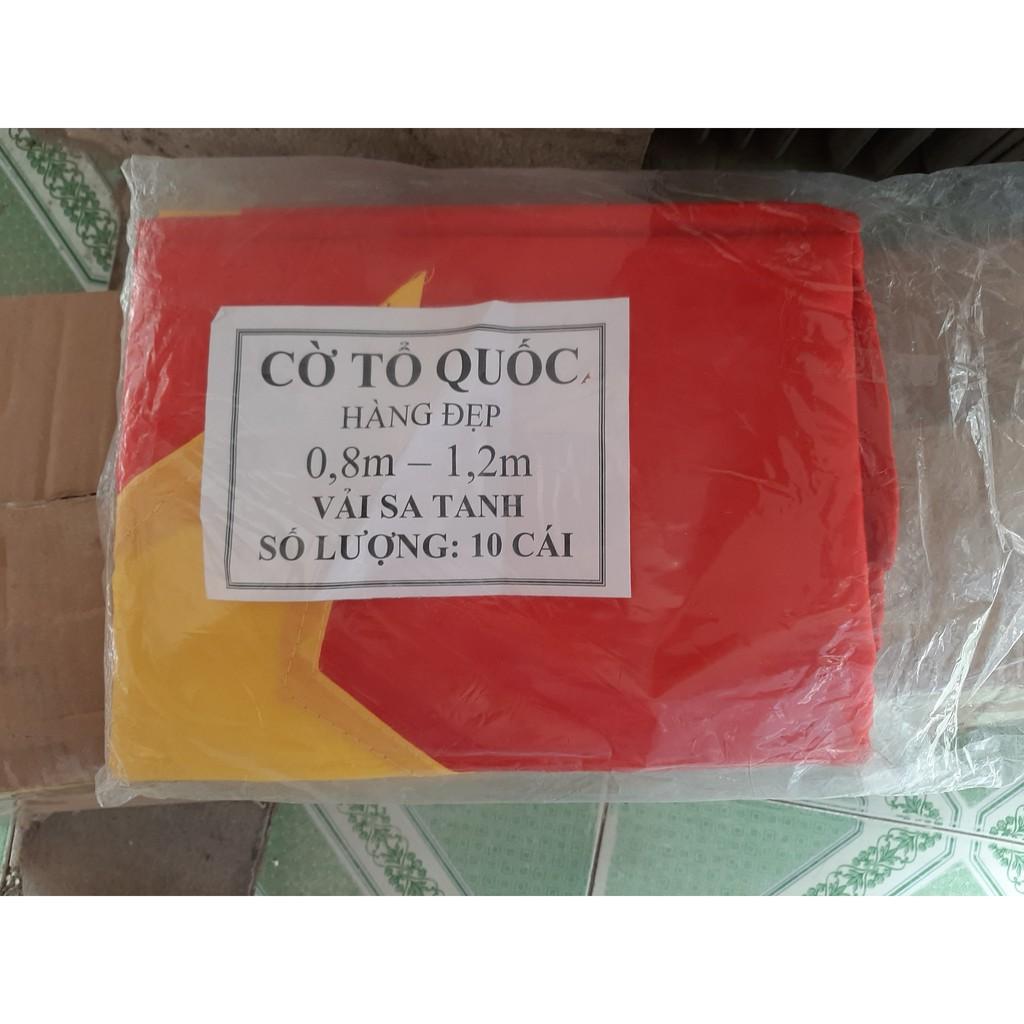 CỜ TỔ QUỐC
HÀNG ĐẸP
0,8m – 1,2m
VẢI SA TANH
SỐ LƯỢNG: 10 CÁI